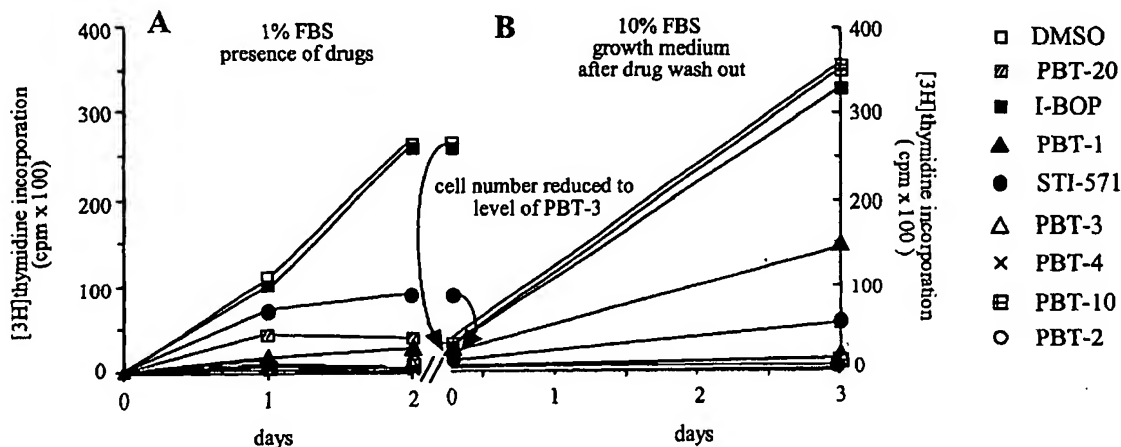 A
1% FBS
presence of drugs
B
10% FBS
growth medium
after drug wash out
[3H]thymidine incorporation
(cpm x 100)
400
300
200
100
0
0
1
2
days
cell number reduced to
level of PBT-3
0
1
2
3
days
400
300
200
100
0
[3H]thymidine incorporation
(cpm x 100)
DMSO
PBT-20
I-BOP
PBT-1
STI-571
PBT-3
PBT-4
PBT-10
PBT-2